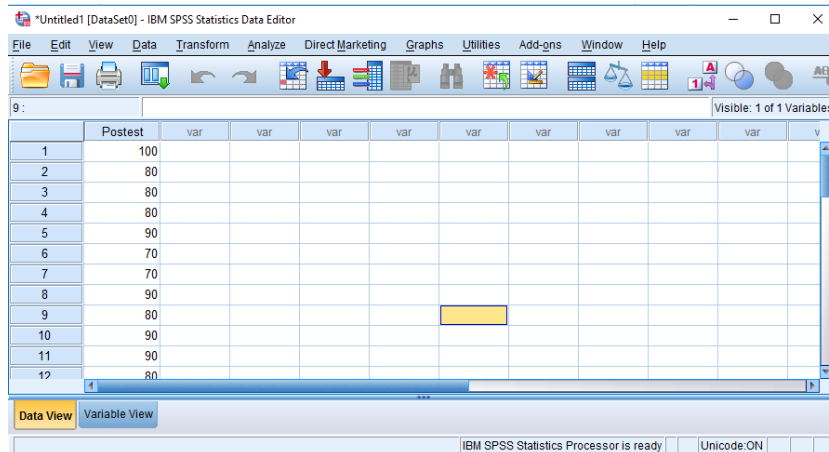 *Untitled1 [DataSet0] - IBM SPSS Statistics Data Editor
File Edit View Data Transform Analyze Direct Marketing Graphs Utilities Add-ons Window Help
9 : Visible: 1 of 1 Variables
Postest var var var var var var var var var
1 100
2 80
3 80
4 80
5 90
6 70
7 70
8 90
9 80
10 90
11 90
12 80
Data View Variable View
IBM SPSS Statistics Processor is ready Unicode:ON